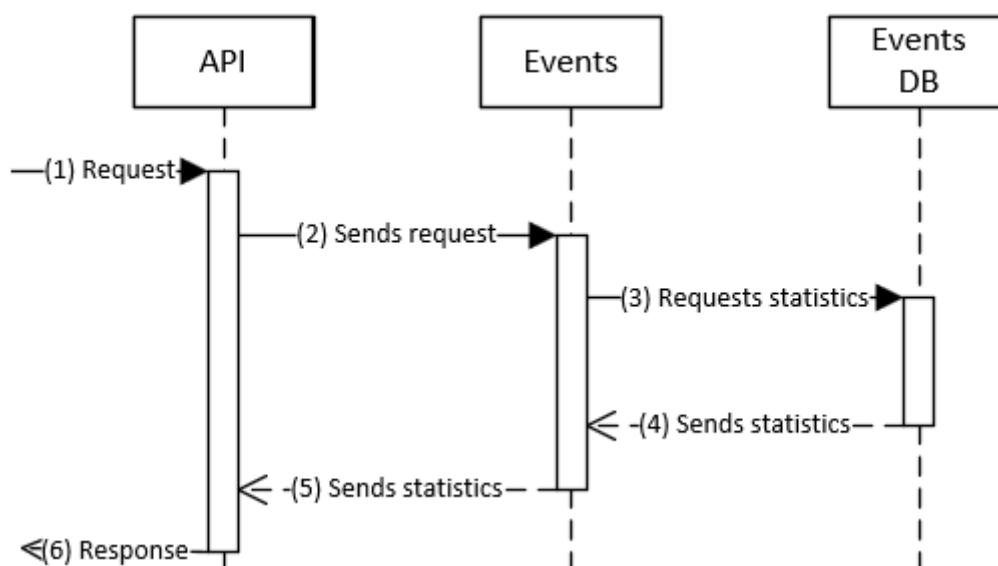 API
Events
Events
DB
(1) Request
(2) Sends request
(3) Requests statistics
(4) Sends statistics
(5) Sends statistics
(6) Response